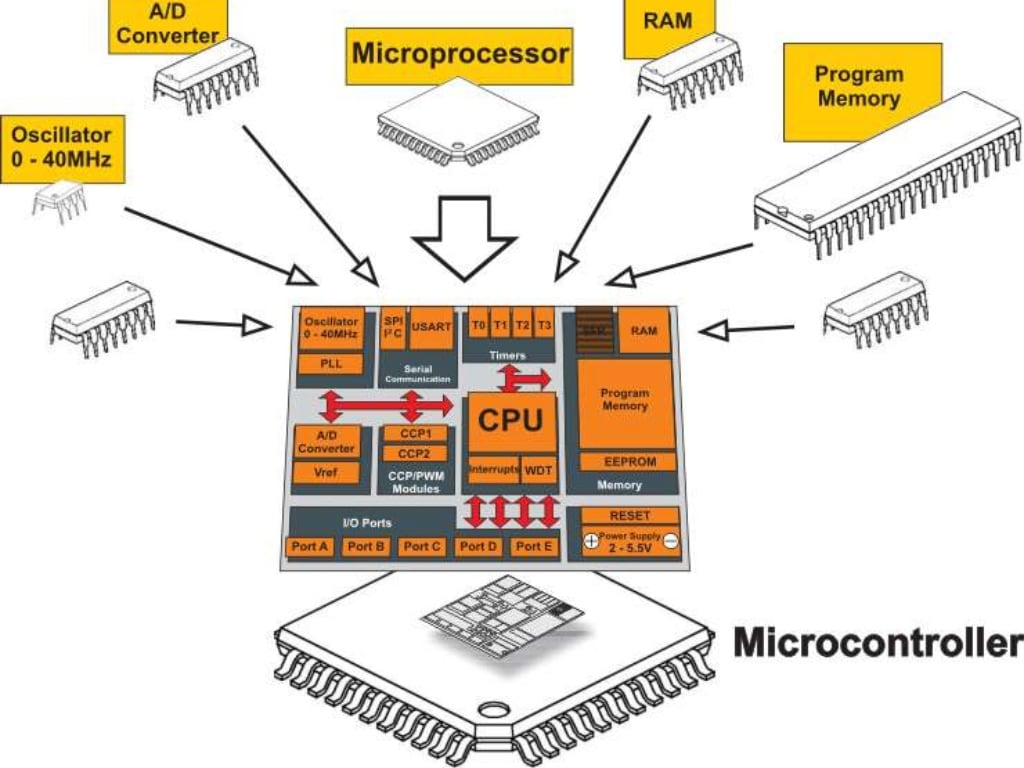 A/D
Converter
Microprocessor
RAM
Program
Memory
Oscillator
0 - 40MHz
Oscillator
0 - 40MHz
PLL
SPI
I²C
USART
Serial
Communication
T0
T1
T2
T3
Timers
RAM
Program
Memory
EEPROM
Memory
A/D
Converter
Vref
CCP1
CCP2
CCP/PWM
Modules
CPU
Interrupts
WDT
I/O Ports
Port A
Port B
Port C
Port D
Port E
RESET
Power Supply
2 - 5.5V
Microcontroller